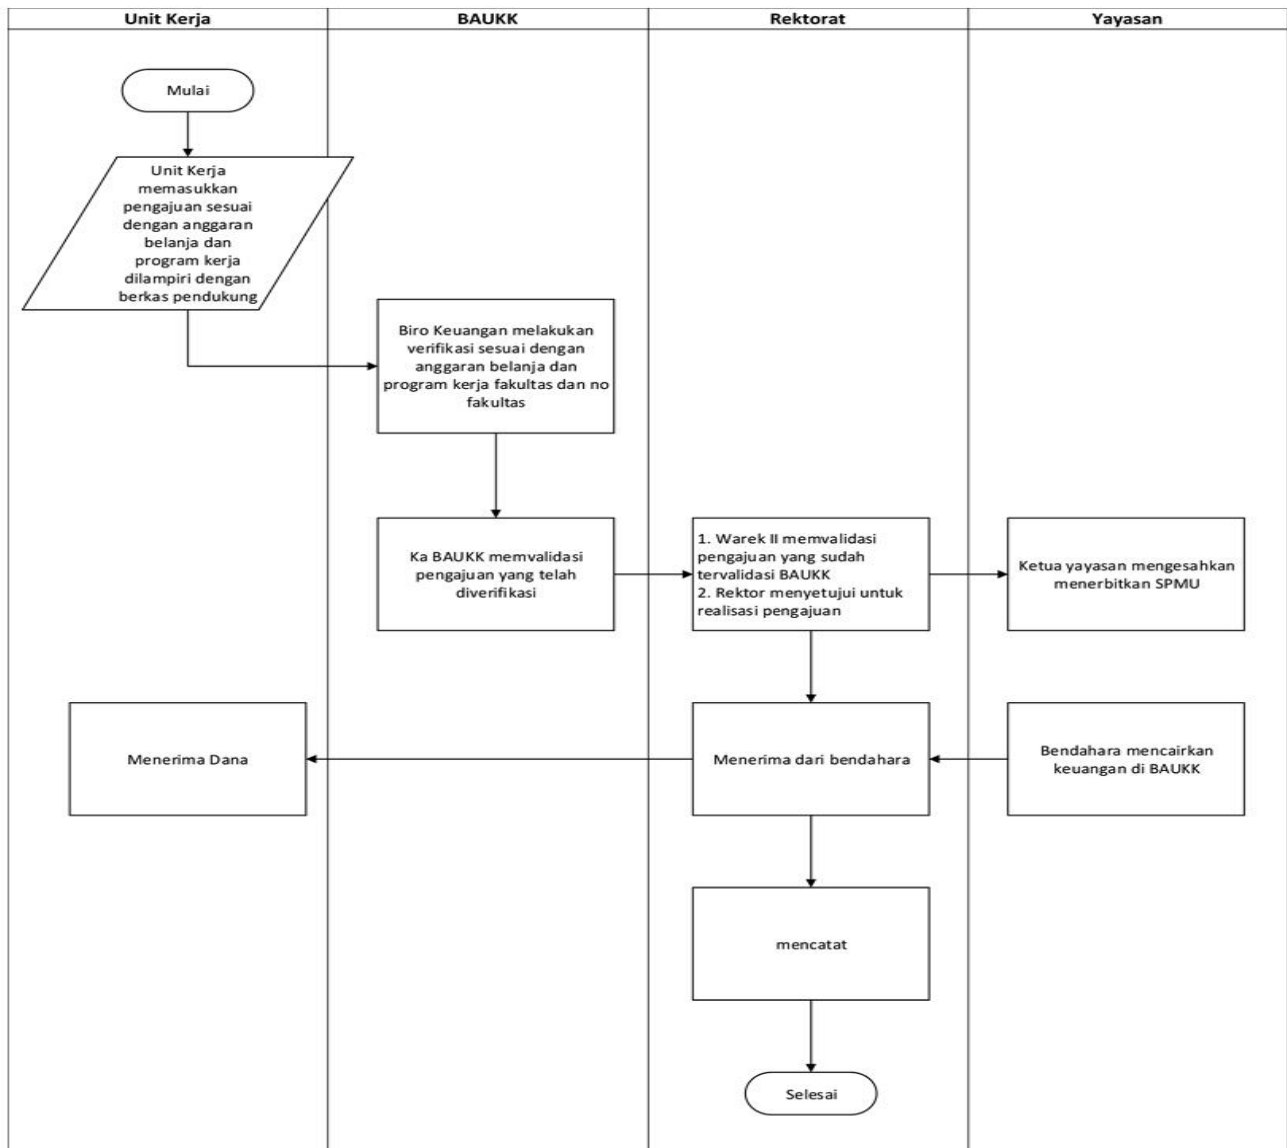 Unit Kerja
BAUKK
Rektorat
Yayasan
Mulai
Unit Kerja
memasukkan
pengajuan sesuai
dengan anggaran
belanja dan
program kerja
dilampiri dengan
berkas pendukung
Biro Keuangan melakukan
verifikasi sesuai dengan
anggaran belanja dan
program kerja fakultas dan no
fakultas
Ka BAUKK memvalidasi
pengajuan yang telah
diverifikasi
1. Warek II memvalidasi
pengajuan yang sudah
tervalidasi BAUKK
2. Rektor menyetujui untuk
realisasi pengajuan
Ketua yayasan mengesahkan
menerbitkan SPMU
Menerima Dana
Menerima dari bendahara
Bendahara mencairkan
keuangan di BAUKK
mencatat
Selesai